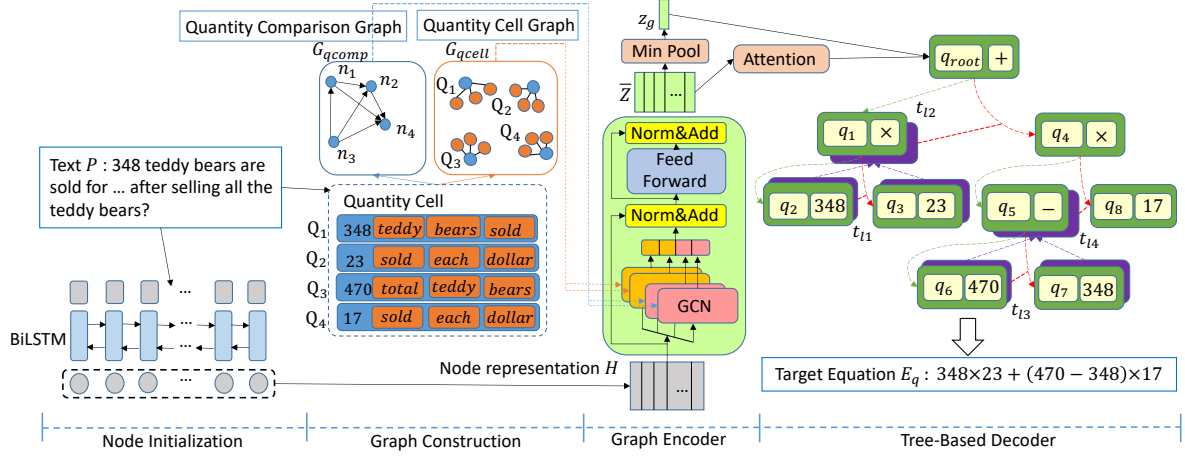 Quantity Comparison Graph
Quantity Cell Graph
G_qcomp
G_qcell
n_1
n_2
n_3
n_4
Q_1
Q_2
Q_3
Q_4
Text P : 348 teddy bears are
sold for ... after selling all the
teddy bears?
Quantity Cell
Q_1 348 teddy bears sold
Q_2 23 sold each dollar
Q_3 470 total teddy bears
Q_4 17 sold each dollar
...
BiLSTM
...
...
...
Node representation H
z_g
Min Pool
Attention
Z̅
...
Norm&Add
Feed
Forward
Norm&Add
GCN
...
q_root +
t_l2
q_1 ×
q_4 ×
q_2 348
q_3 23
t_l1
q_5 −
q_8 17
t_l4
q_6 470
q_7 348
t_l3
Target Equation E_q : 348×23 + (470 − 348)×17
Node Initialization
Graph Construction
Graph Encoder
Tree-Based Decoder